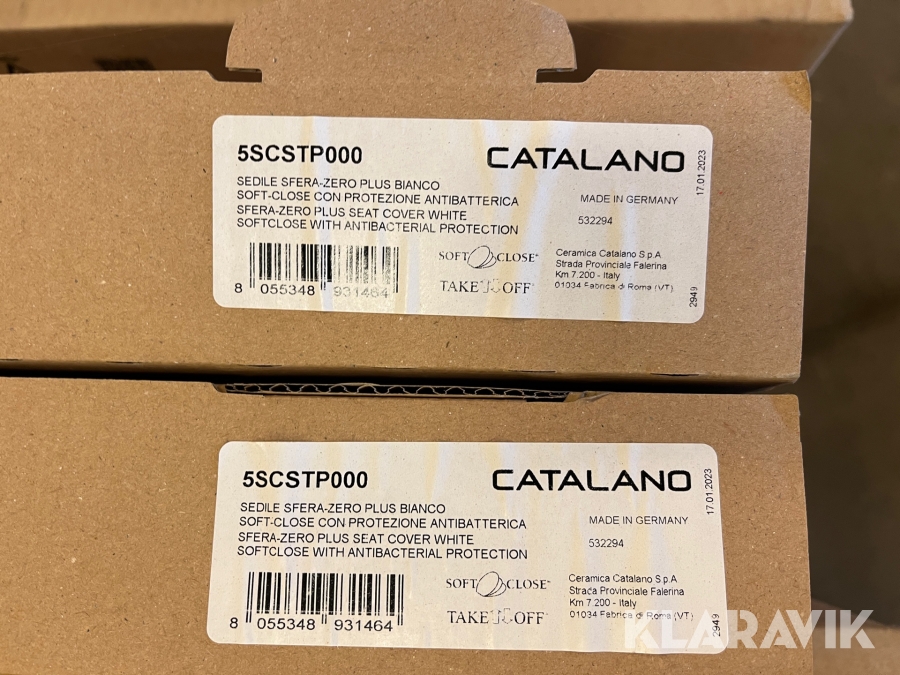 5SCSTP000
CATALANO
17.01.2023
SEDILE SFERA-ZERO PLUS BIANCO
SOFT-CLOSE CON PROTEZIONE ANTIBATTERICA
SFERA-ZERO PLUS SEAT COVER WHITE
SOFTCLOSE WITH ANTIBACTERIAL PROTECTION
MADE IN GERMANY
532294
SOFT CLOSE
TAKE OFF
Ceramica Catalano S.p.A
Strada Provinciale Falerina
Km 7.200 - Italy
01034 Fabrica di Roma (VT)
2949
8 055348 931464
5SCSTP000
CATALANO
17.01.2023
SEDILE SFERA-ZERO PLUS BIANCO
SOFT-CLOSE CON PROTEZIONE ANTIBATTERICA
SFERA-ZERO PLUS SEAT COVER WHITE
SOFTCLOSE WITH ANTIBACTERIAL PROTECTION
MADE IN GERMANY
532294
SOFT CLOSE
TAKE OFF
Ceramica Catalano S.p.A
Strada Provinciale Falerina
Km 7.200 - Italy
01034 Fabrica di Roma (VT)
2949
8 055348 931464
KLARAVIK